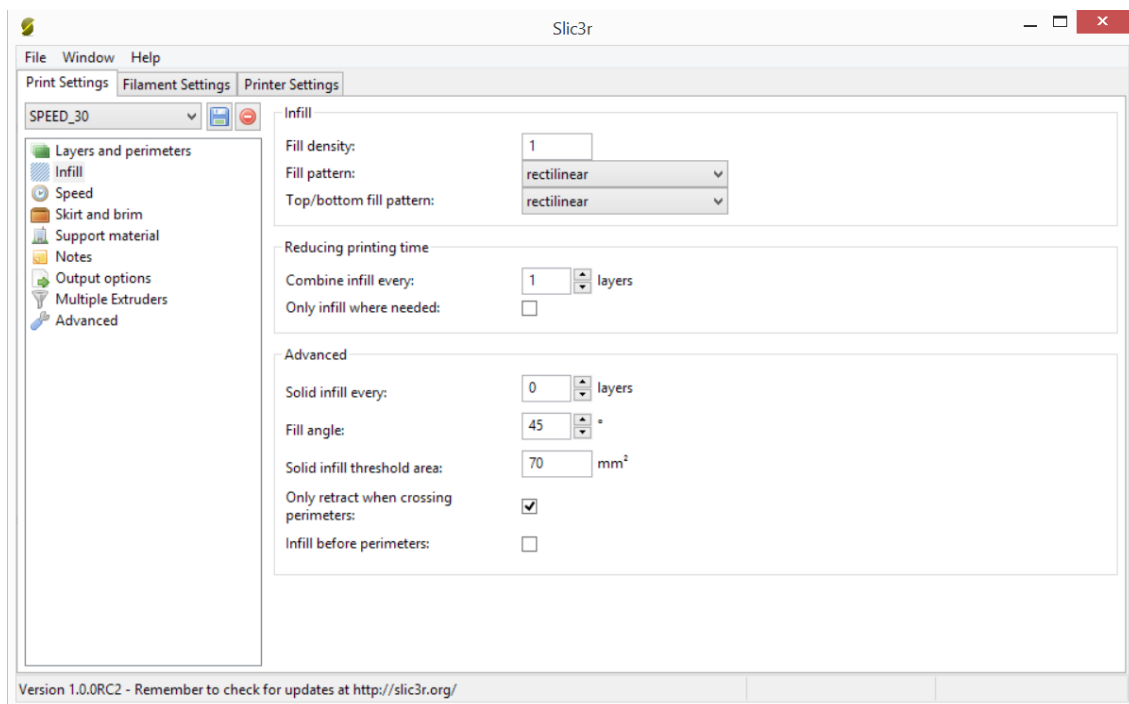 Slic3r
File Window Help
Print Settings Filament Settings Printer Settings
SPEED_30
Layers and perimeters
Infill
Speed
Skirt and brim
Support material
Notes
Output options
Multiple Extruders
Advanced
Infill
Fill density: 1
Fill pattern: rectilinear
Top/bottom fill pattern: rectilinear
Reducing printing time
Combine infill every: 1 layers
Only infill where needed:
Advanced
Solid infill every: 0 layers
Fill angle: 45 °
Solid infill threshold area: 70 mm²
Only retract when crossing
perimeters:
Infill before perimeters:
Version 1.0.0RC2 - Remember to check for updates at http://slic3r.org/